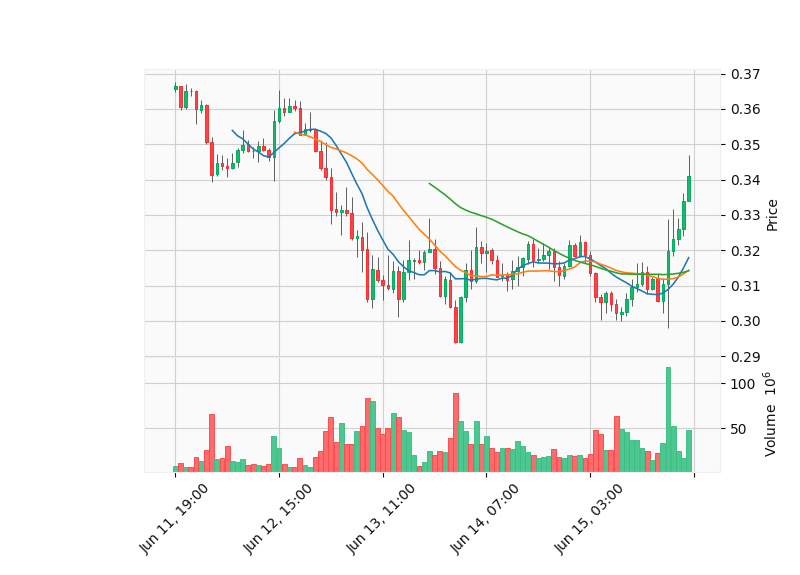 0.37
0.36
0.35
0.34
0.33
0.32
0.31
0.30
0.29
Price
100
50
Volume 10⁶
Jun 11, 19:00
Jun 12, 15:00
Jun 13, 11:00
Jun 14, 07:00
Jun 15, 03:00